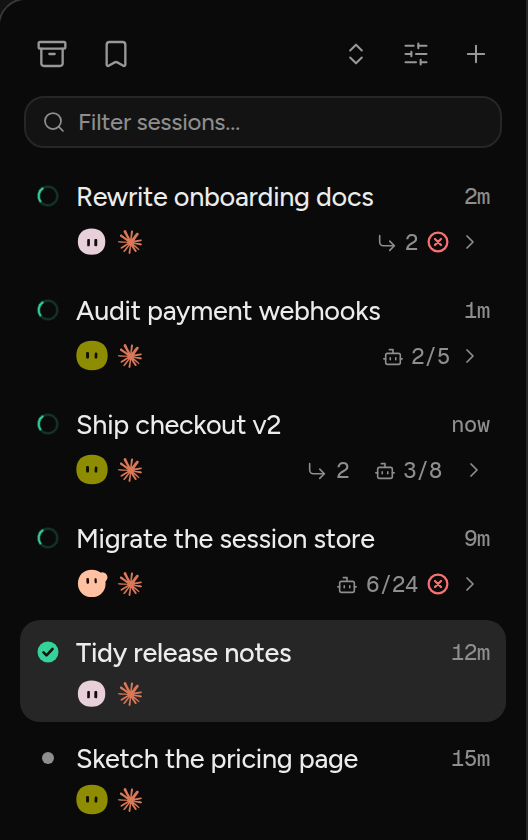 Filter sessions...
Rewrite onboarding docs 2m
2
Audit payment webhooks 1m
2/5
Ship checkout v2 now
2 3/8
Migrate the session store 9m
6/24
Tidy release notes 12m
Sketch the pricing page 15m